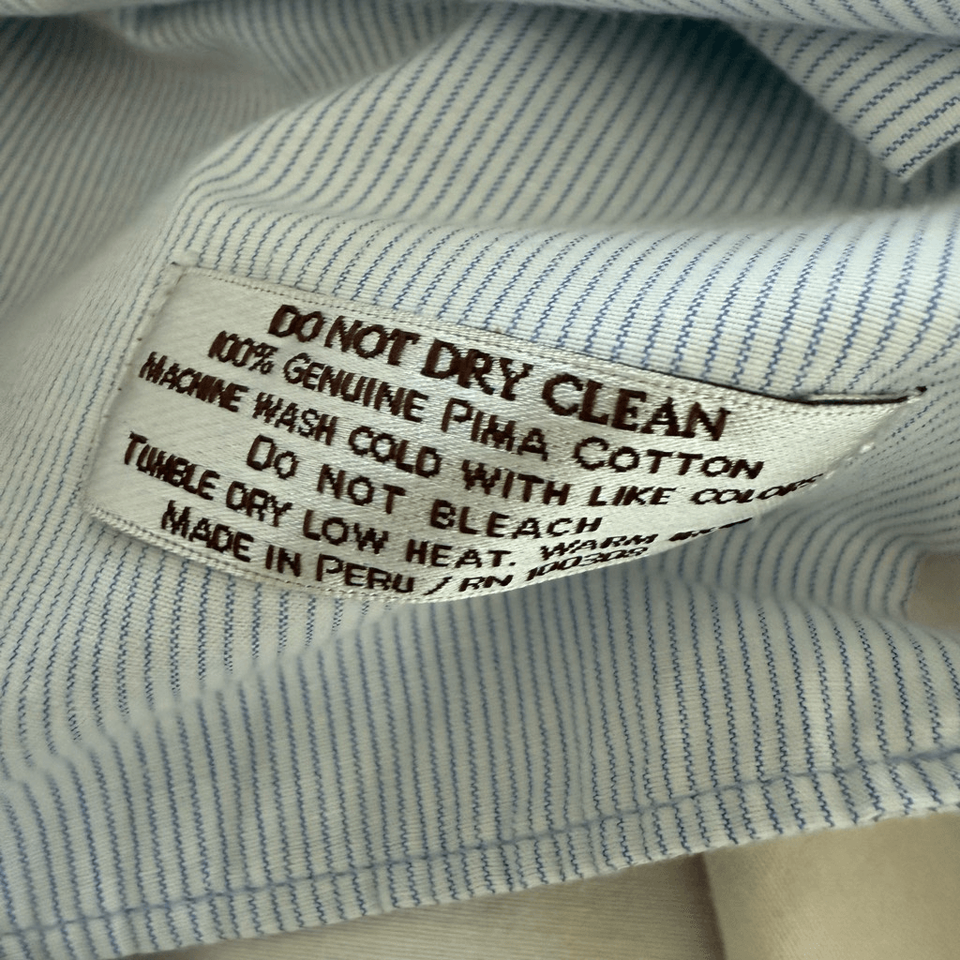 DO NOT DRY CLEAN
100% GENUINE PIMA COTTON
MACHINE WASH COLD WITH LIKE COLORS
DO NOT BLEACH
TUMBLE DRY LOW HEAT. WARM
MADE IN PERU / RN